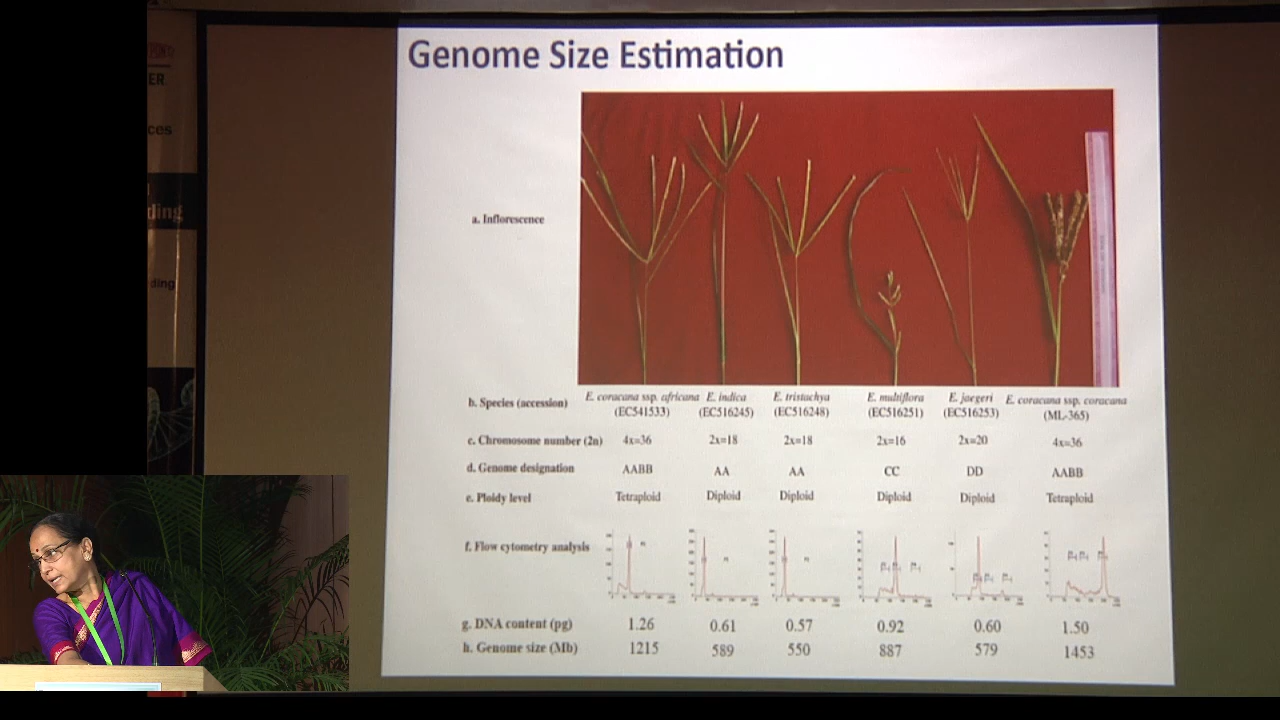 Genome Size Estimation
ER
ces
ding
ding
a. Inflorescence
b. Species (accession) E. coracana ssp. africana (EC541533) E. indica (EC516245) E. tristachya (EC516248) E. multiflora (EC516251) E. jaegeri (EC516253) E. coracana ssp. coracana (ML-365)
c. Chromosome number (2n) 4x=36 2x=18 2x=18 2x=16 2x=20 4x=36
d. Genome designation AABB AA AA CC DD AABB
e. Ploidy level Tetraploid Diploid Diploid Diploid Diploid Tetraploid
f. Flow cytometry analysis
g. DNA content (pg) 1.26 0.61 0.57 0.92 0.60 1.50
h. Genome size (Mb) 1215 589 550 887 579 1453